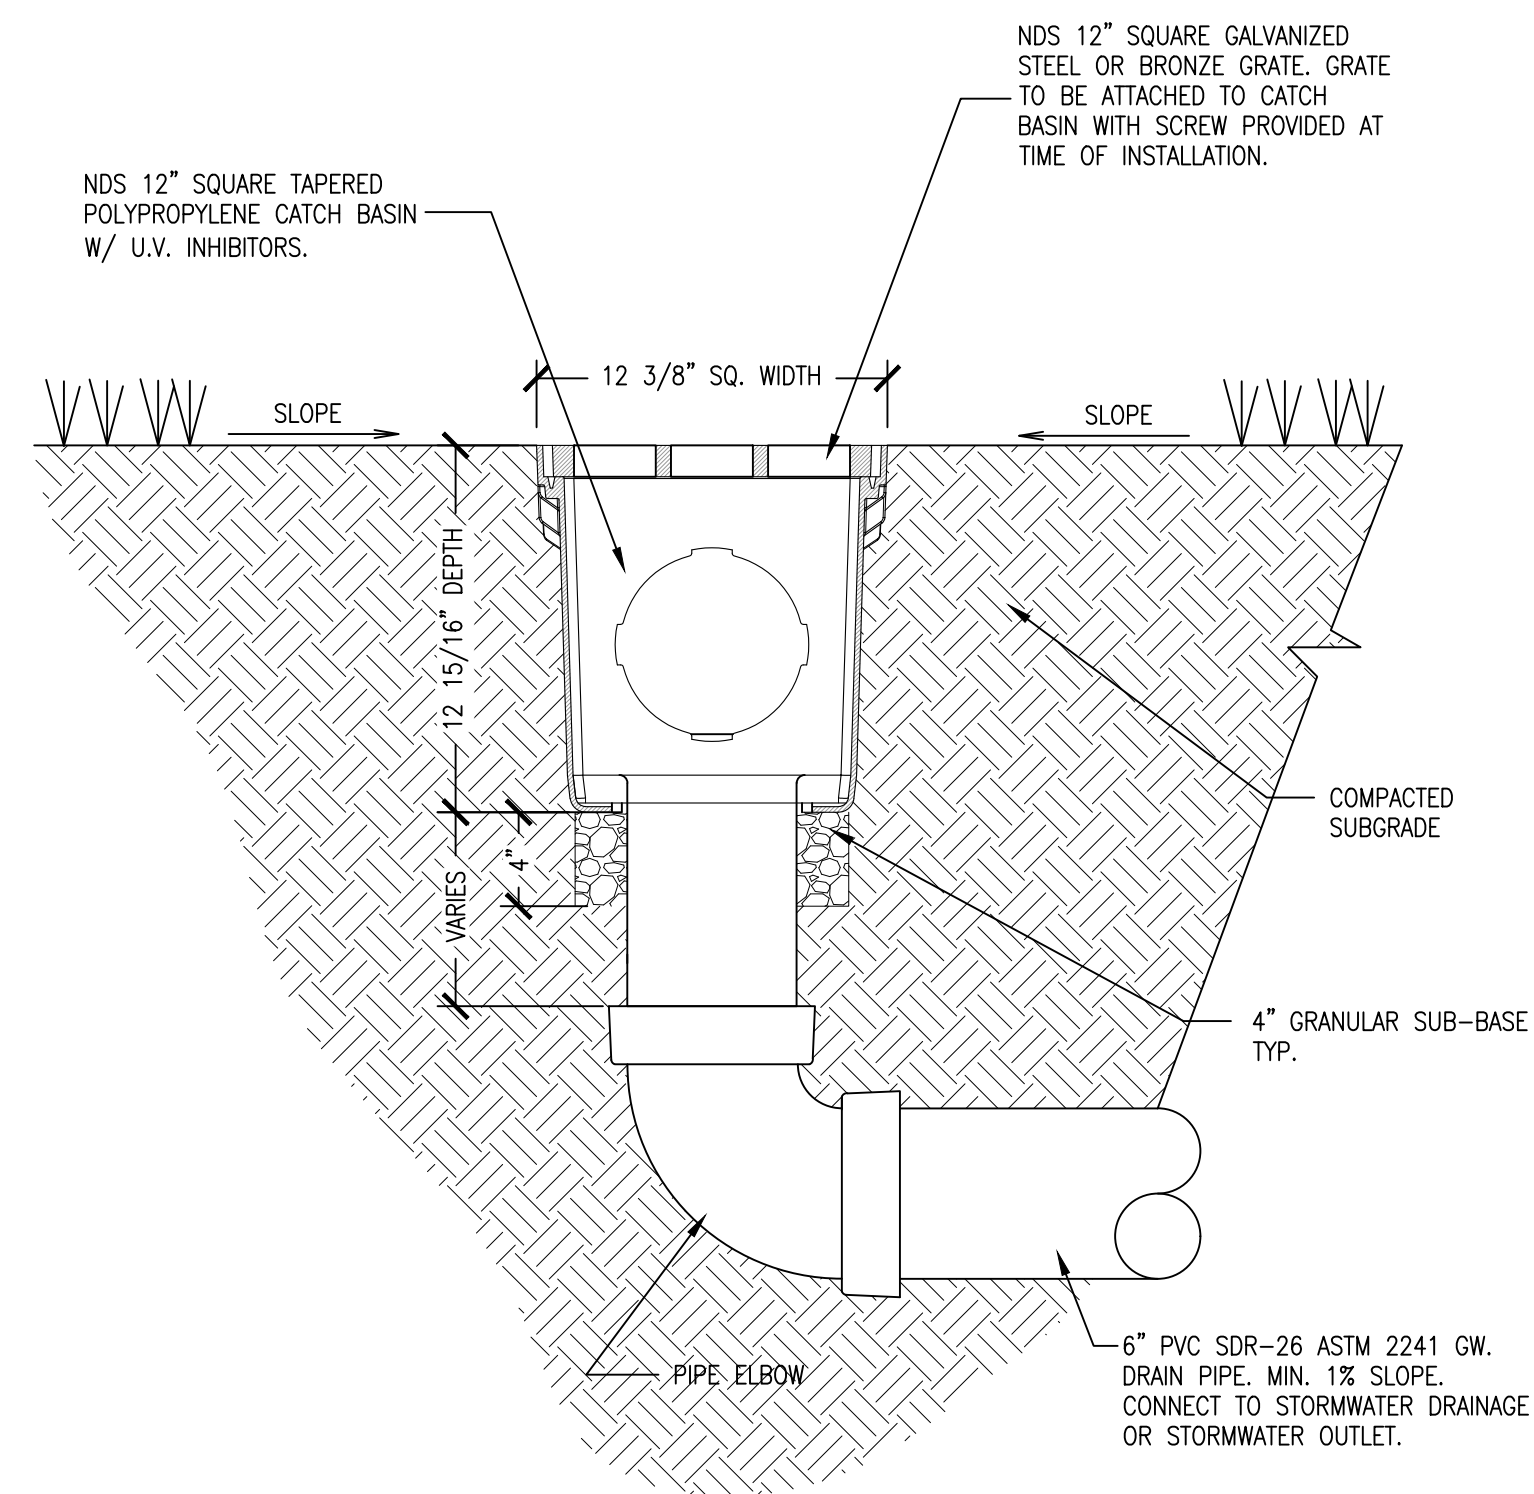 NDS 12” SQUARE GALVANIZED
STEEL OR BRONZE GRATE. GRATE
TO BE ATTACHED TO CATCH
BASIN WITH SCREW PROVIDED AT
TIME OF INSTALLATION.
NDS 12” SQUARE TAPERED
POLYPROPYLENE CATCH BASIN
W/ U.V. INHIBITORS.
12 3/8” SQ. WIDTH
SLOPE
SLOPE
12 15/16” DEPTH
COMPACTED
SUBGRADE
4”
VARIES
4” GRANULAR SUB-BASE
TYP.
PIPE ELBOW
6” PVC SDR-26 ASTM 2241 GW.
DRAIN PIPE. MIN. 1% SLOPE.
CONNECT TO STORMWATER DRAINAGE
OR STORMWATER OUTLET.